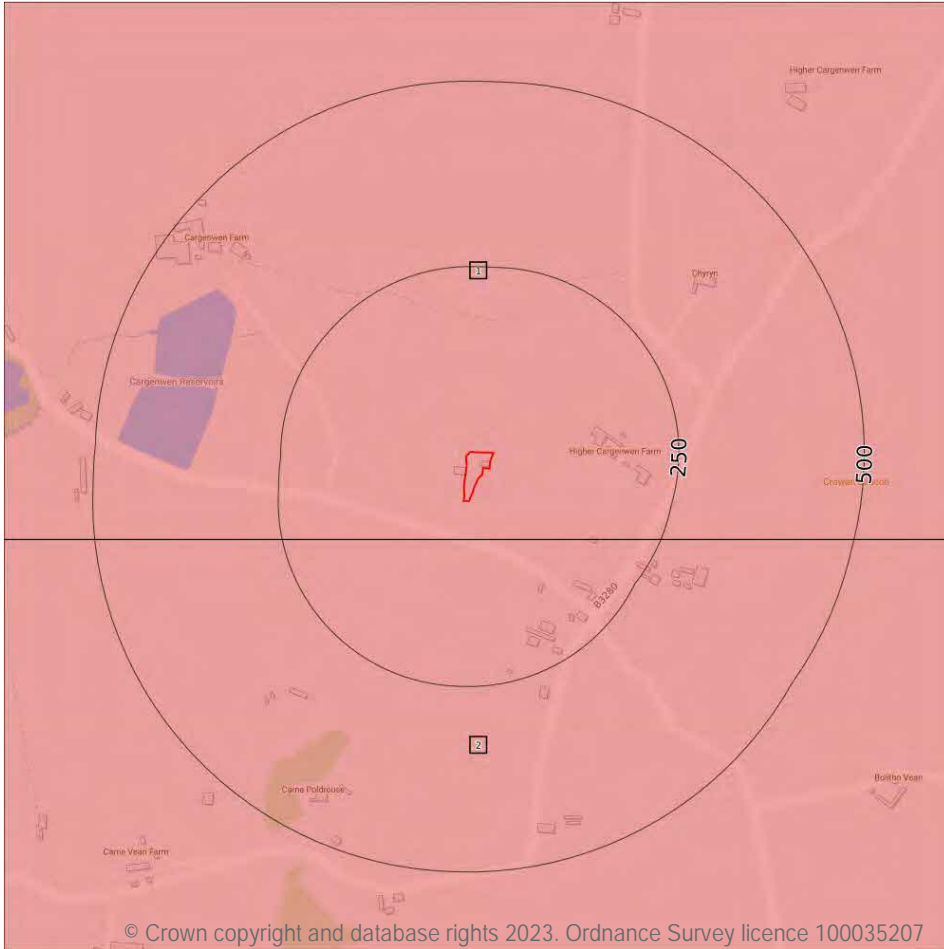 Higher Cargenwen Farm
Cargenwen Farm
1
Chyryn
Cargenwen Reservoirs
Higher Cargenwen Farm
250
500
B3280
2
Carne Poldrouse
Bolitho Vean
Carne Vean Farm
© Crown copyright and database rights 2023. Ordnance Survey licence 100035207